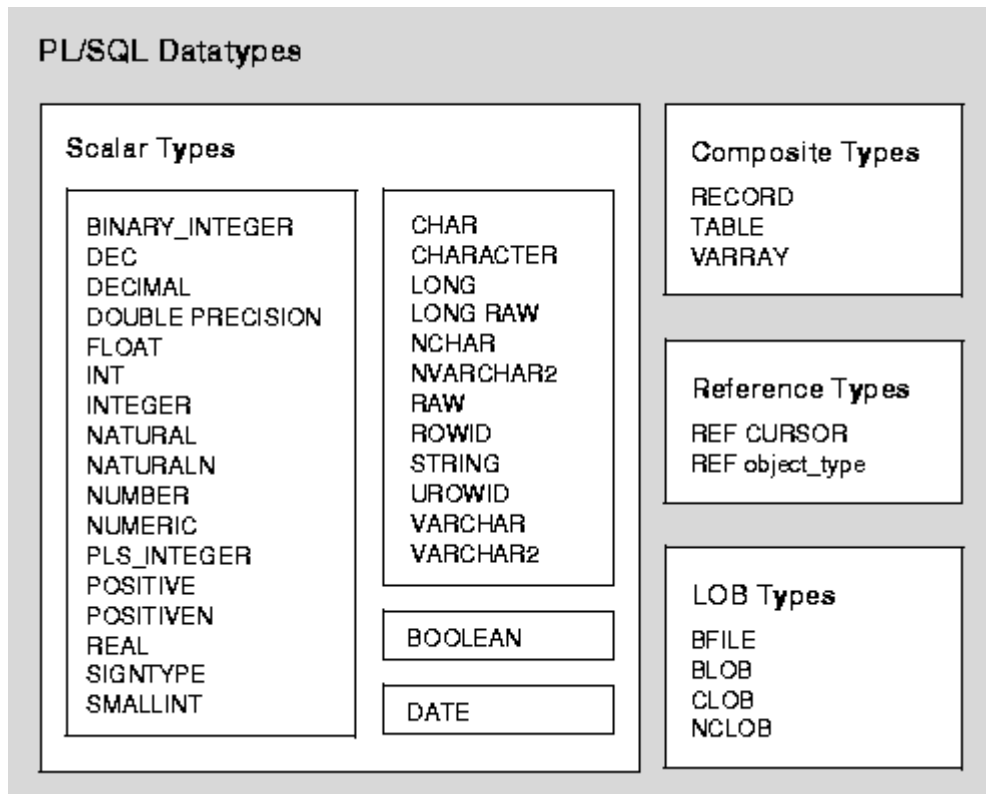 PL/SQL Datatypes
Scalar Types
BINARY_INTEGER
DEC
DECIMAL
DOUBLE PRECISION
FLOAT
INT
INTEGER
NATURAL
NATURALN
NUMBER
NUMERIC
PLS_INTEGER
POSITIVE
POSITIVEN
REAL
SIGNTYPE
SMALLINT
CHAR
CHARACTER
LONG
LONG RAW
NCHAR
NVARCHAR2
RAW
ROWID
STRING
UROWID
VARCHAR
VARCHAR2
BOOLEAN
DATE
Composite Types
RECORD
TABLE
VARRAY
Reference Types
REF CURSOR
REF object_type
LOB Types
BFILE
BLOB
CLOB
NCLOB